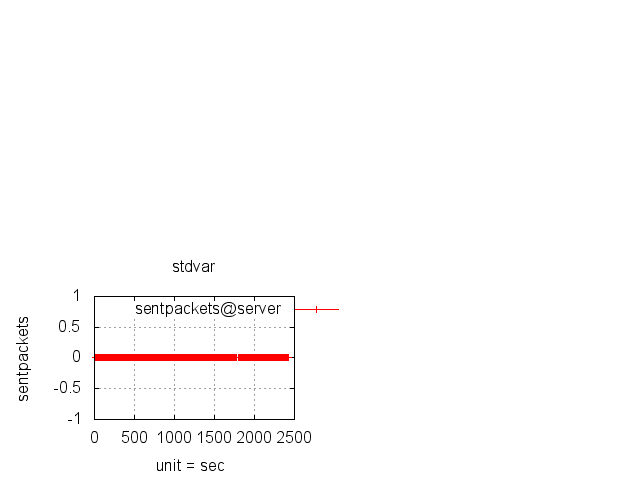 stdvar
sentpackets
1
0.5
0
-0.5
-1
sentpackets@server
0 500 1000 1500 2000 2500
unit = sec